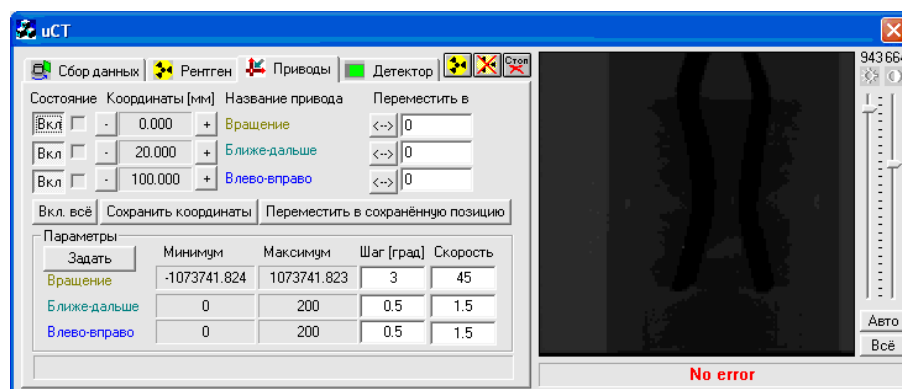 uCT
Сбор данных Рентген Приводы Детектор Стоп
943 664
Состояние Координаты [мм] Название привода Переместить в
Вкл - 0.000 + Вращение <--> 0
Вкл - 20.000 + Ближе-дальше <--> 0
Вкл - 100.000 + Влево-вправо <--> 0
Вкл. всё Сохранить координаты Переместить в сохранённую позицию
Параметры
Задать Минимум Максимум Шаг [град] Скорость
Вращение -1073741.824 1073741.823 3 45
Ближе-дальше 0 200 0.5 1.5
Влево-вправо 0 200 0.5 1.5
Авто
Всё
No error